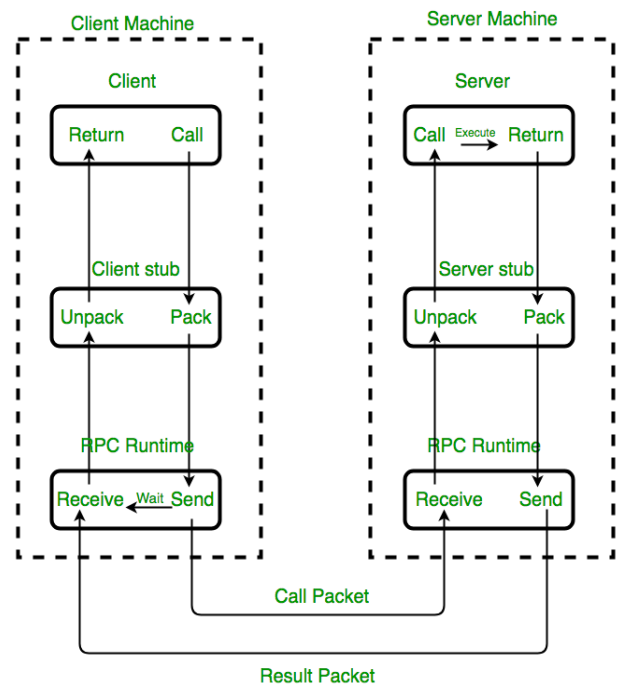 Client Machine
Server Machine
Client
Server
Return Call
Call Execute Return
Client stub
Server stub
Unpack Pack
Unpack Pack
RPC Runtime
RPC Runtime
Receive Wait Send
Receive Send
Call Packet
Result Packet